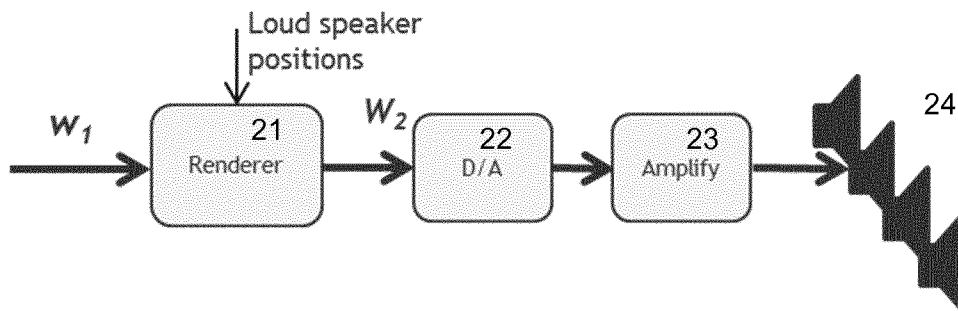 Loud speaker
positions
w1
21
Renderer
W2
22
D/A
23
Amplify
24